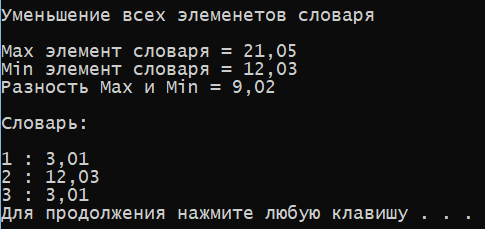 Уменьшение всех элеменетов словаря
Max элемент словаря = 21,05
Min элемент словаря = 12,03
Разность Max и Min = 9,02
Словарь:
1 : 3,01
2 : 12,03
3 : 3,01
Для продолжения нажмите любую клавишу . . .